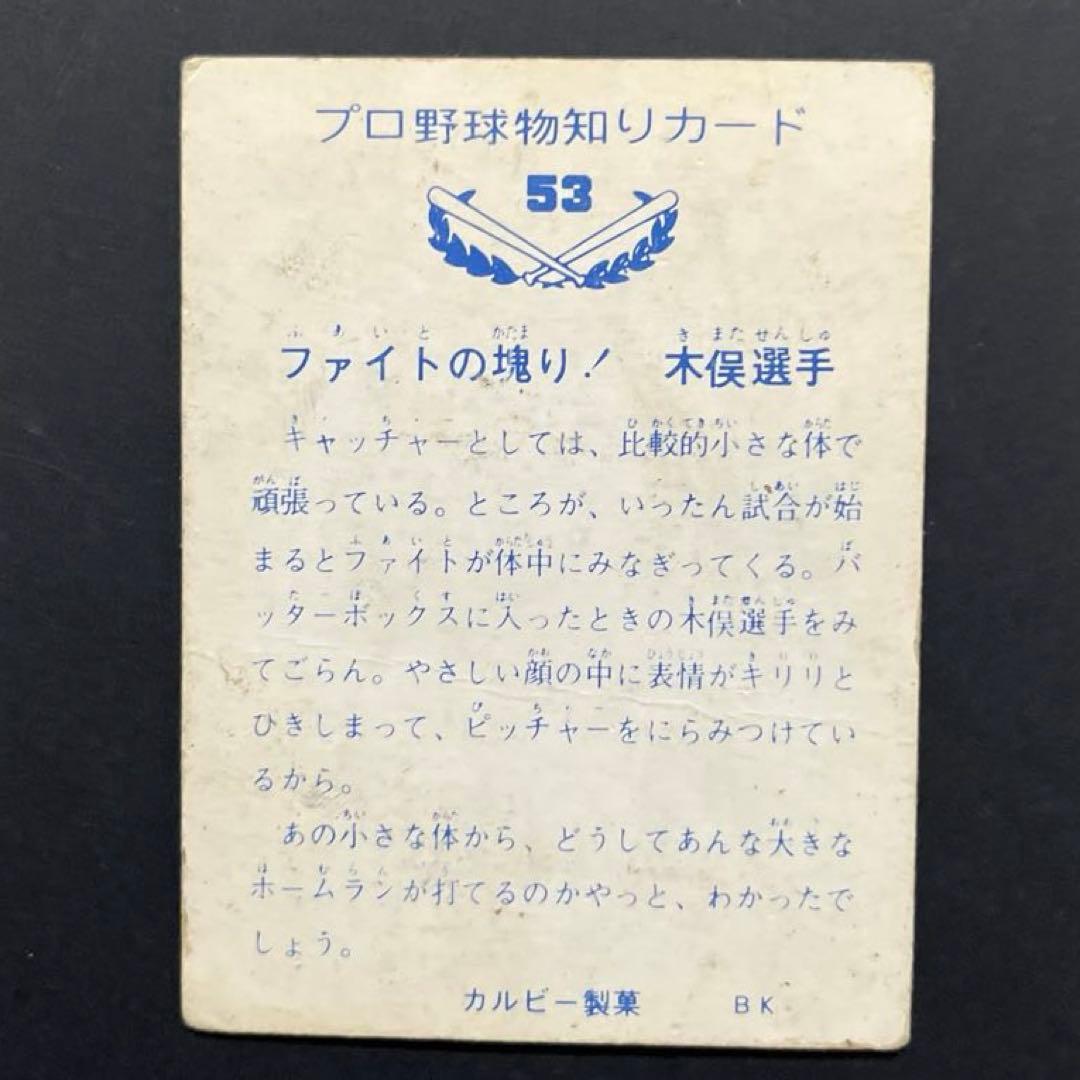 プロ野球物知りカード
53
ファイトの塊り! 木俣選手
キャッチャーとしては、比較的小さな体で
頑張っている。ところが、いったん試合が始
まるとファイトが体中にみなぎってくる。バ
ッターボックスに入ったときの木俣選手をみ
てごらん。やさしい顔の中に表情がキリリと
ひきしまって、ピッチャーをにらみつけてい
るから。
あの小さな体から、どうしてあんな大きな
ホームランが打てるのかやっと、わかったで
しょう。
カルビー製菓 BK